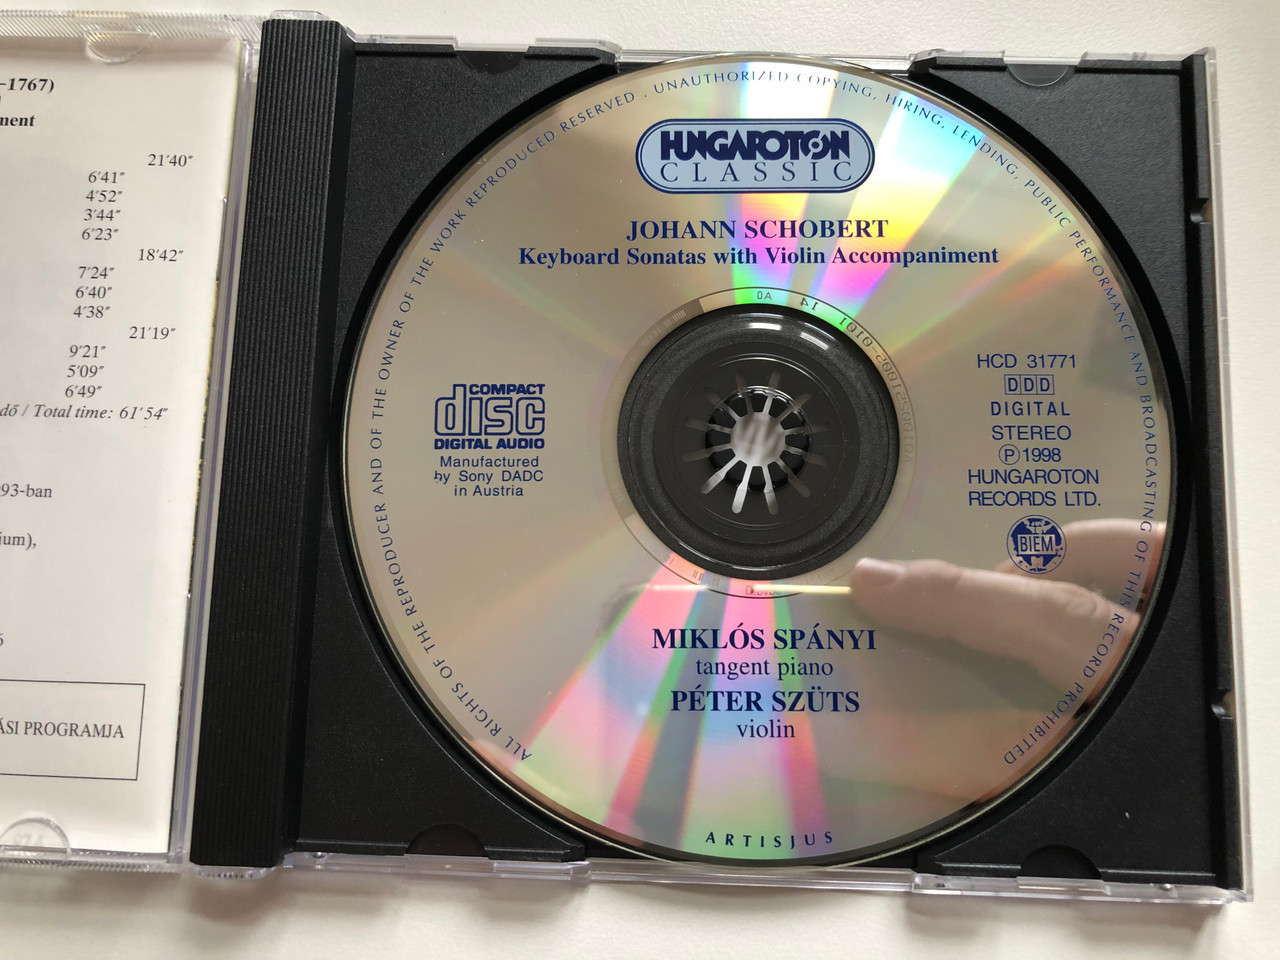 –1767)
ment
21'40"
6'41"
4'52"
3'44"
6'23"
18'42"
7'24"
6'40"
4'38"
21'19"
9'21"
5'09"
6'49"
dő / Total time: 61'54"
93-ban
ium),
6
ÁSI PROGRAMJA
ALL RIGHTS OF THE REPRODUCER AND OF THE OWNER OF THE WORK REPRODUCED RESERVED . UNAUTHORIZED COPYING, HIRING, LENDING, PUBLIC PERFORMANCE AND BROADCASTING OF THIS RECORD PROHIBITED
HUNGAROTON
CLASSIC
JOHANN SCHOBERT
Keyboard Sonatas with Violin Accompaniment
COMPACT
disc
DIGITAL AUDIO
Manufactured
by Sony DADC
in Austria
HCD 31771
DDD
DIGITAL
STEREO
Ⓟ 1998
HUNGAROTON
RECORDS LTD.
BIEM
MIKLÓS SPÁNYI
tangent piano
PÉTER SZÜTS
violin
ARTISJUS